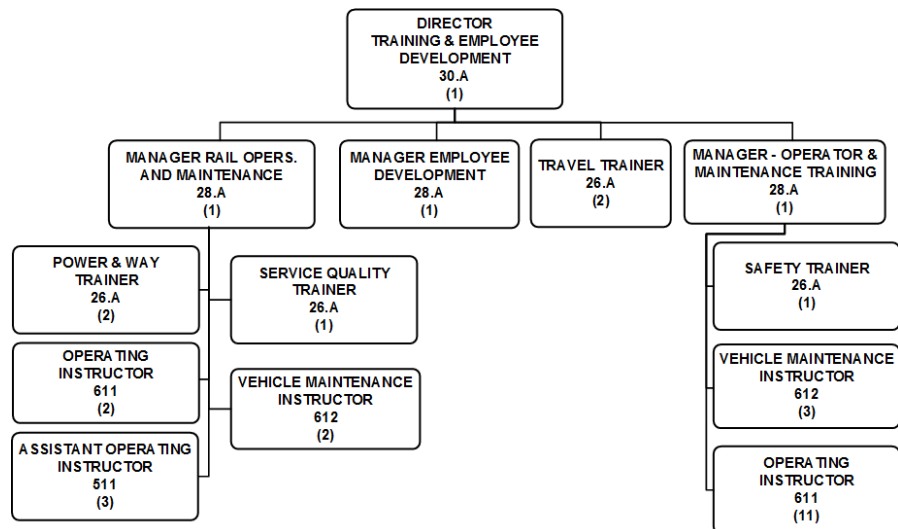 DIRECTOR
TRAINING & EMPLOYEE
DEVELOPMENT
30.A
(1)
MANAGER RAIL OPERS.
AND MAINTENANCE
28.A
(1)
MANAGER EMPLOYEE
DEVELOPMENT
28.A
(1)
TRAVEL TRAINER
26.A
(2)
MANAGER - OPERATOR &
MAINTENANCE TRAINING
28.A
(1)
POWER & WAY
TRAINER
26.A
(2)
SERVICE QUALITY
TRAINER
26.A
(1)
OPERATING
INSTRUCTOR
611
(2)
VEHICLE MAINTENANCE
INSTRUCTOR
612
(2)
ASSISTANT OPERATING
INSTRUCTOR
511
(3)
SAFETY TRAINER
26.A
(1)
VEHICLE MAINTENANCE
INSTRUCTOR
612
(3)
OPERATING
INSTRUCTOR
611
(11)